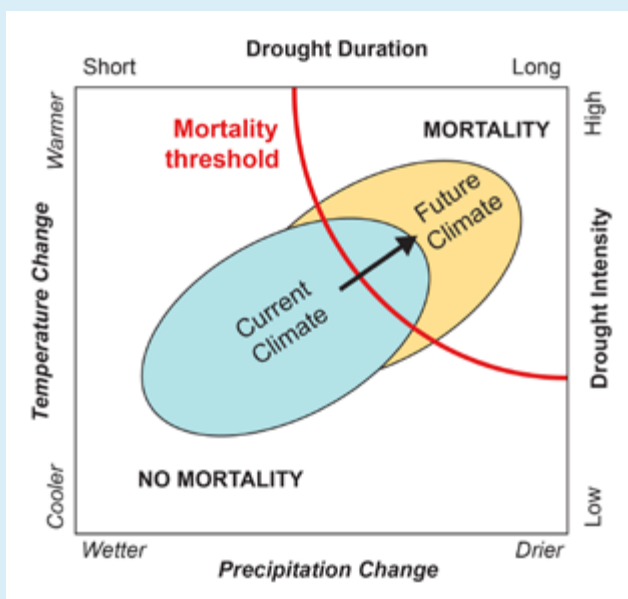 Drought Duration
Short
Long
Warmer
High
Mortality
threshold
MORTALITY
Future
Climate
Current
Climate
Temperature Change
Drought Intensity
NO MORTALITY
Cooler
Low
Wetter
Drier
Precipitation Change